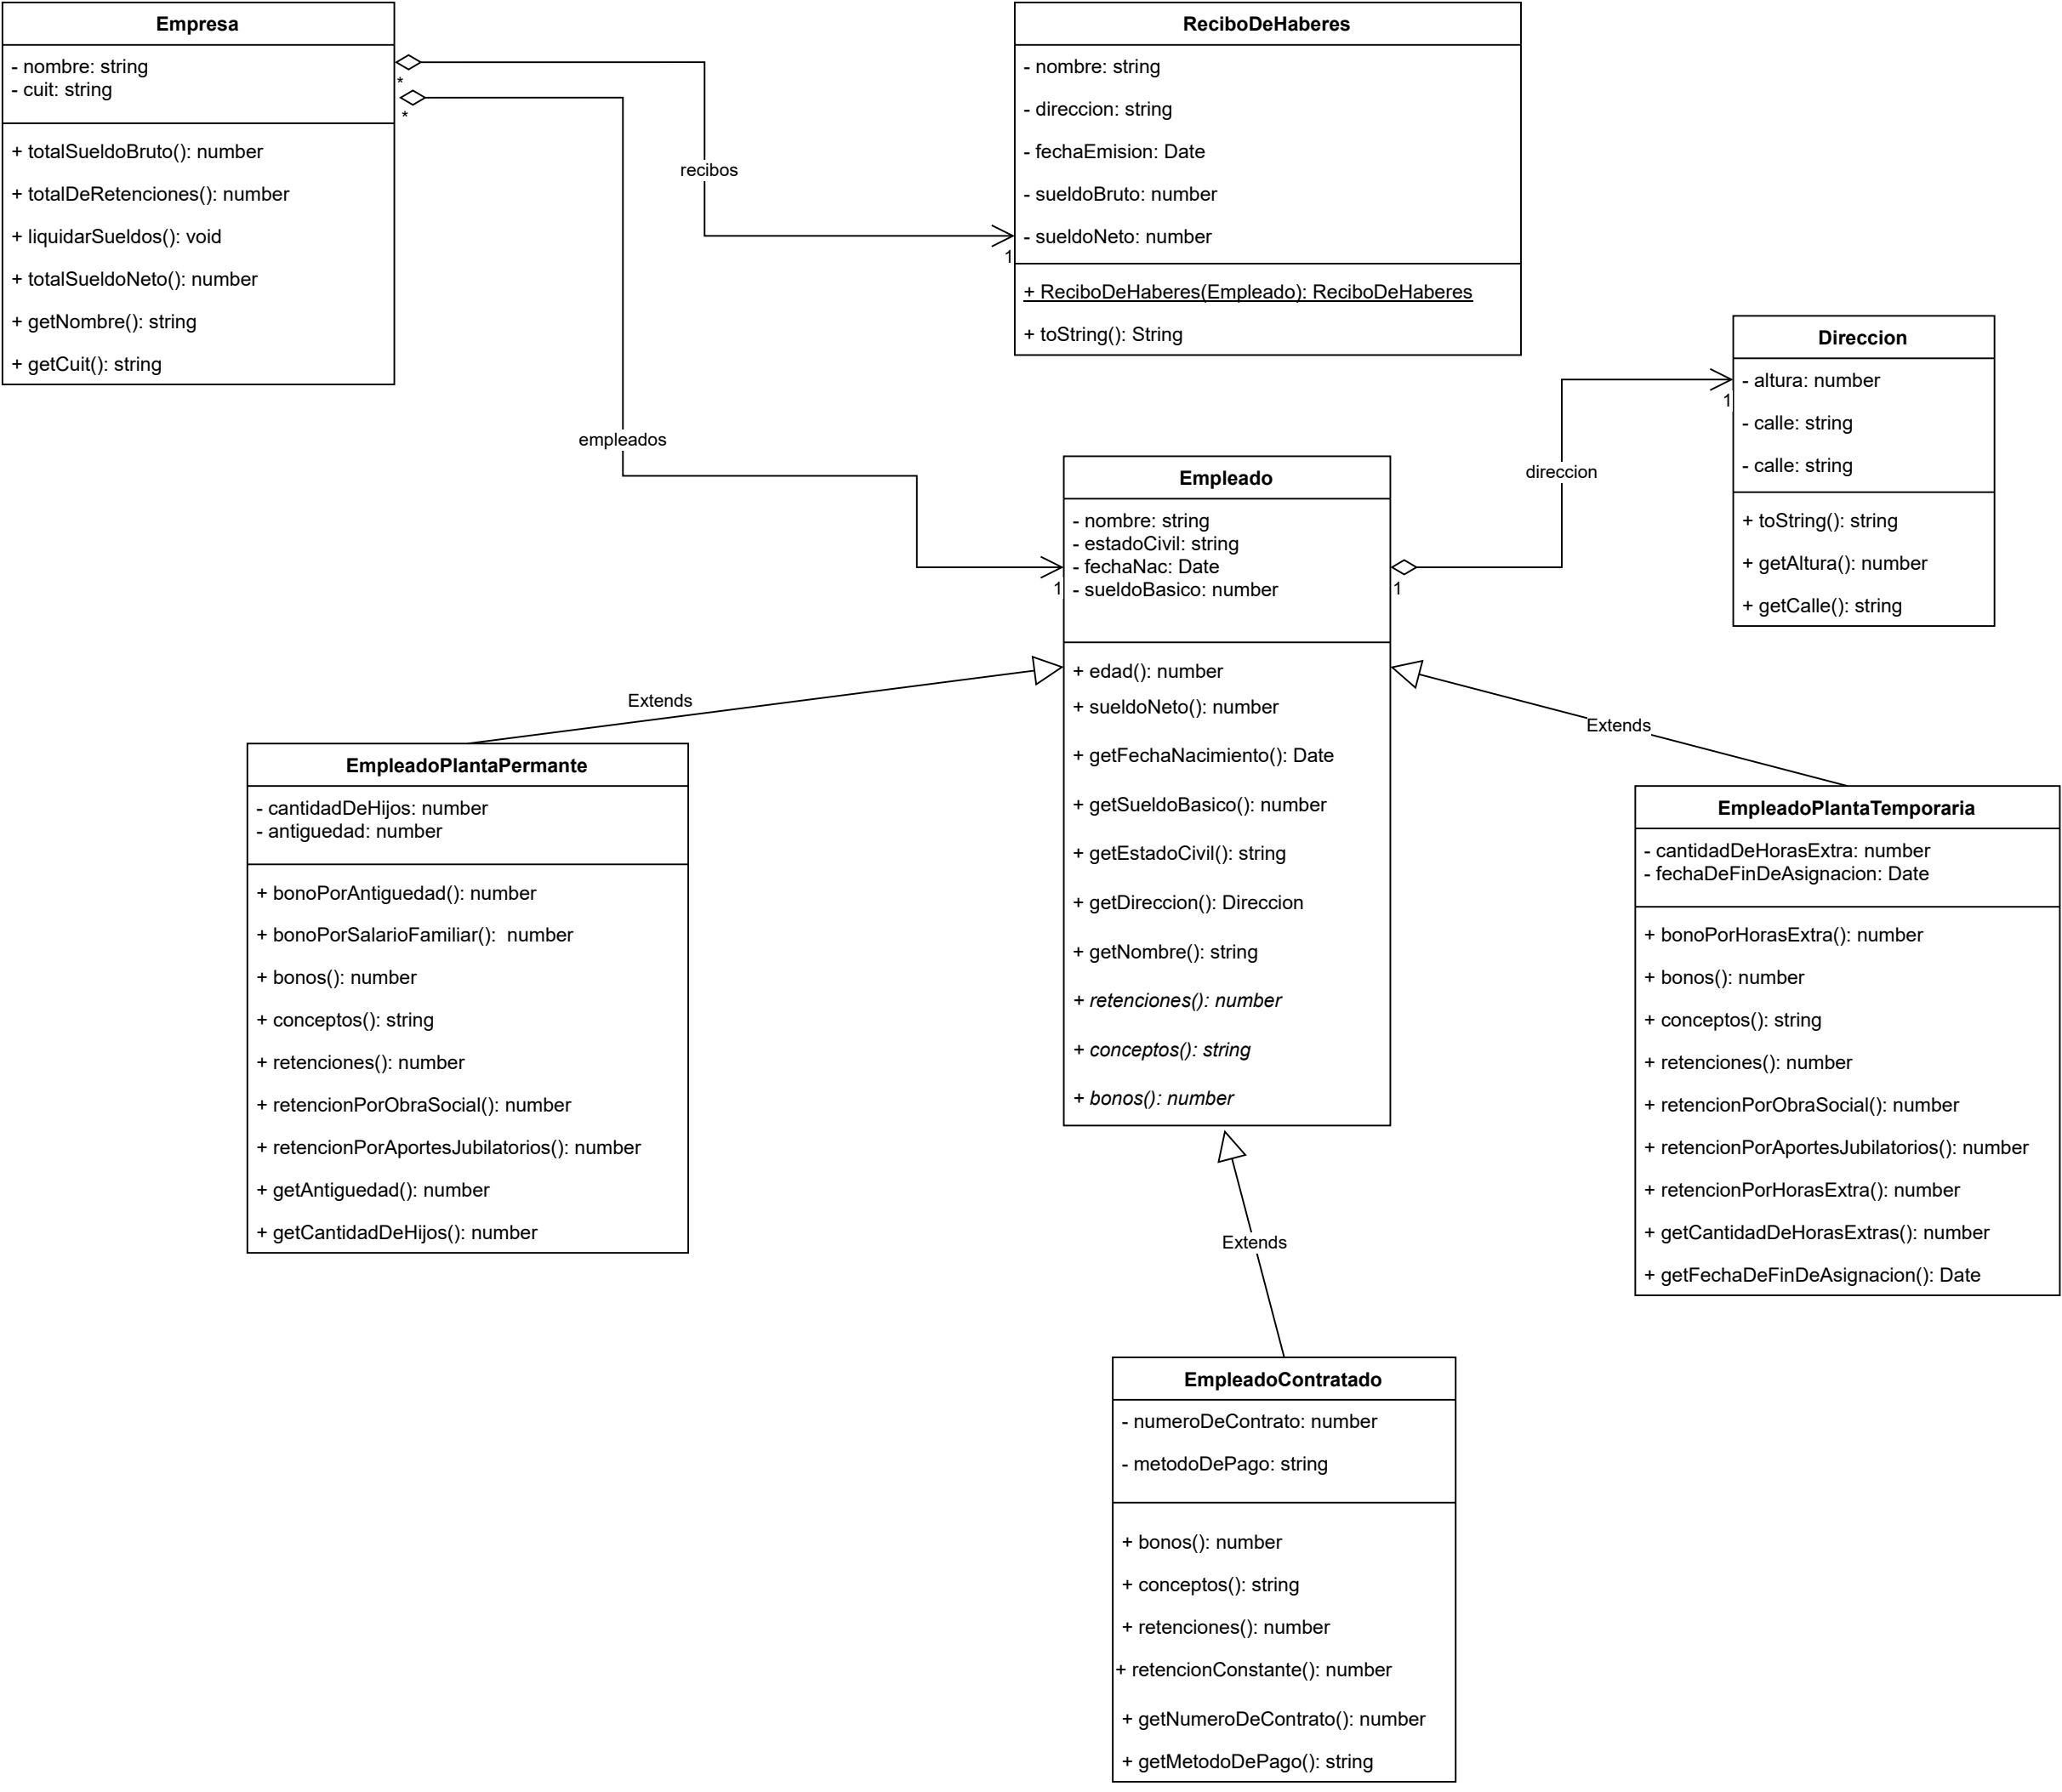 Empresa
- nombre: string
- cuit: string
+ totalSueldoBruto(): number
+ totalDeRetenciones(): number
+ liquidarSueldos(): void
+ totalSueldoNeto(): number
+ getNombre(): string
+ getCuit(): string
*
*
recibos
1
empleados
1
ReciboDeHaberes
- nombre: string
- direccion: string
- fechaEmision: Date
- sueldoBruto: number
- sueldoNeto: number
+ ReciboDeHaberes(Empleado): ReciboDeHaberes
+ toString(): String
Direccion
- altura: number
- calle: string
- calle: string
+ toString(): string
+ getAltura(): number
+ getCalle(): string
1
direccion
1
Empleado
- nombre: string
- estadoCivil: string
- fechaNac: Date
- sueldoBasico: number
+ edad(): number
+ sueldoNeto(): number
+ getFechaNacimiento(): Date
+ getSueldoBasico(): number
+ getEstadoCivil(): string
+ getDireccion(): Direccion
+ getNombre(): string
+ retenciones(): number
+ conceptos(): string
+ bonos(): number
Extends
Extends
Extends
EmpleadoPlantaPermante
- cantidadDeHijos: number
- antiguedad: number
+ bonoPorAntiguedad(): number
+ bonoPorSalarioFamiliar():  number
+ bonos(): number
+ conceptos(): string
+ retenciones(): number
+ retencionPorObraSocial(): number
+ retencionPorAportesJubilatorios(): number
+ getAntiguedad(): number
+ getCantidadDeHijos(): number
EmpleadoPlantaTemporaria
- cantidadDeHorasExtra: number
- fechaDeFinDeAsignacion: Date
+ bonoPorHorasExtra(): number
+ bonos(): number
+ conceptos(): string
+ retenciones(): number
+ retencionPorObraSocial(): number
+ retencionPorAportesJubilatorios(): number
+ retencionPorHorasExtra(): number
+ getCantidadDeHorasExtras(): number
+ getFechaDeFinDeAsignacion(): Date
EmpleadoContratado
- numeroDeContrato: number
- metodoDePago: string
+ bonos(): number
+ conceptos(): string
+ retenciones(): number
+ retencionConstante(): number
+ getNumeroDeContrato(): number
+ getMetodoDePago(): string